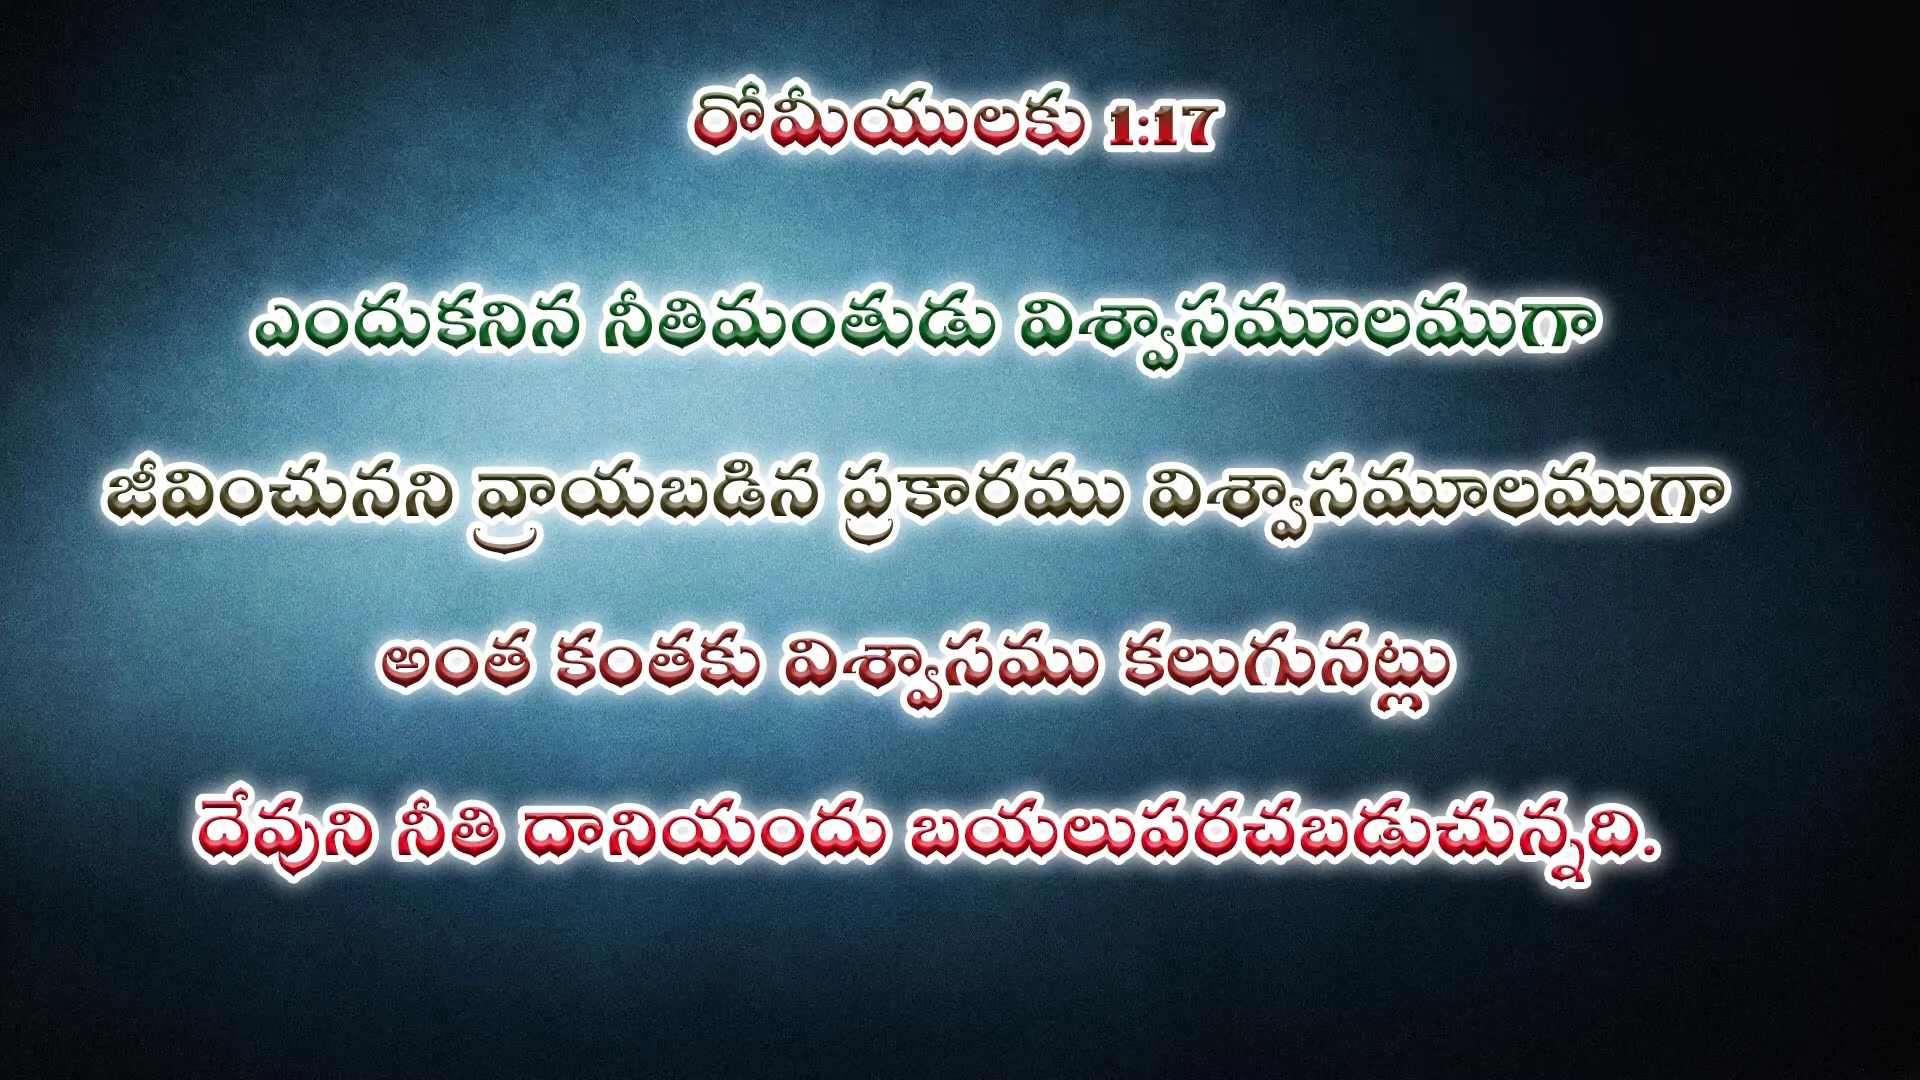 రోమీయులకు 1:17
ఎందుకనిన నీతిమంతుడు విశ్వాసమూలముగా
జీవించునని వ్రాయబడిన ప్రకారము విశ్వాసమూలముగా
అంత కంతకు విశ్వాసము కలుగునట్లు
దేవుని నీతి దానియందు బయలుపరచబడుచున్నది.